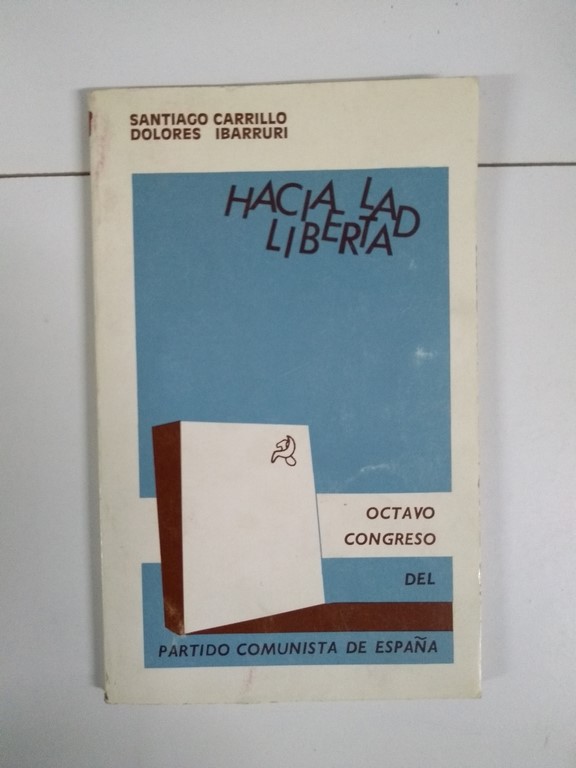 SANTIAGO CARRILLO
DOLORES IBARRURI
HACIA LA
LIBERTAD
OCTAVO
CONGRESO
DEL
PARTIDO COMUNISTA DE ESPAÑA